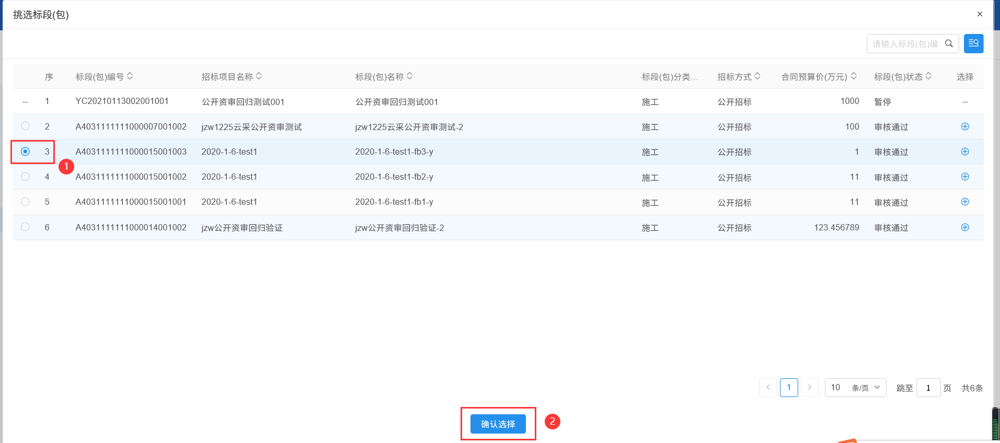 挑选标段(包)
×
请输入标段(包)编
序 标段(包)编号 招标项目名称 标段(包)名称 标段(包)分类... 招标方式 合同预算价(万元) 标段(包)状态 选择
-- 1 YC20210113002001001 公开资审回归测试001 公开资审回归测试001 施工 公开招标 1000 暂停 --
2 A4031111111000007001002 jzw1225云采公开资审测试 jzw1225云采公开资审测试-2 施工 公开招标 100 审核通过
3 A4031111111000015001003 2020-1-6-test1 2020-1-6-test1-fb3-y 施工 公开招标 1 审核通过
1
4 A4031111111000015001002 2020-1-6-test1 2020-1-6-test1-fb2-y 施工 公开招标 11 审核通过
5 A4031111111000015001001 2020-1-6-test1 2020-1-6-test1-fb1-y 施工 公开招标 11 审核通过
6 A4031111111000014001002 jzw公开资审回归验证 jzw公开资审回归验证-2 施工 公开招标 123.456789 审核通过
1 10 条/页 跳至 1 页 共6条
确认选择 2